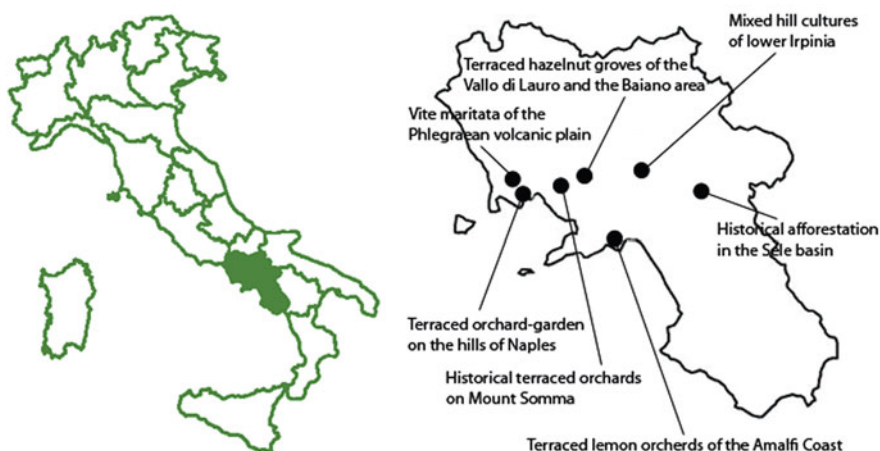 Mixed hill cultures
of lower Irpinia
Terraced hazelnut groves of the
Vallo di Lauro and the Baiano area
Vite maritata of the
Phlegraean volcanic plain
Historical afforestation
in the Sele basin
Terraced orchard-garden
on the hills of Naples
Historical terraced orchards
on Mount Somma
Terraced lemon orcherds of the Amalfi Coast